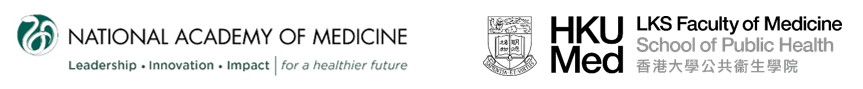 NATIONAL ACADEMY OF MEDICINE
Leadership • Innovation • Impact | for a healthier future
HKU
Med
LKS Faculty of Medicine
School of Public Health
香港大學公共衞生學院